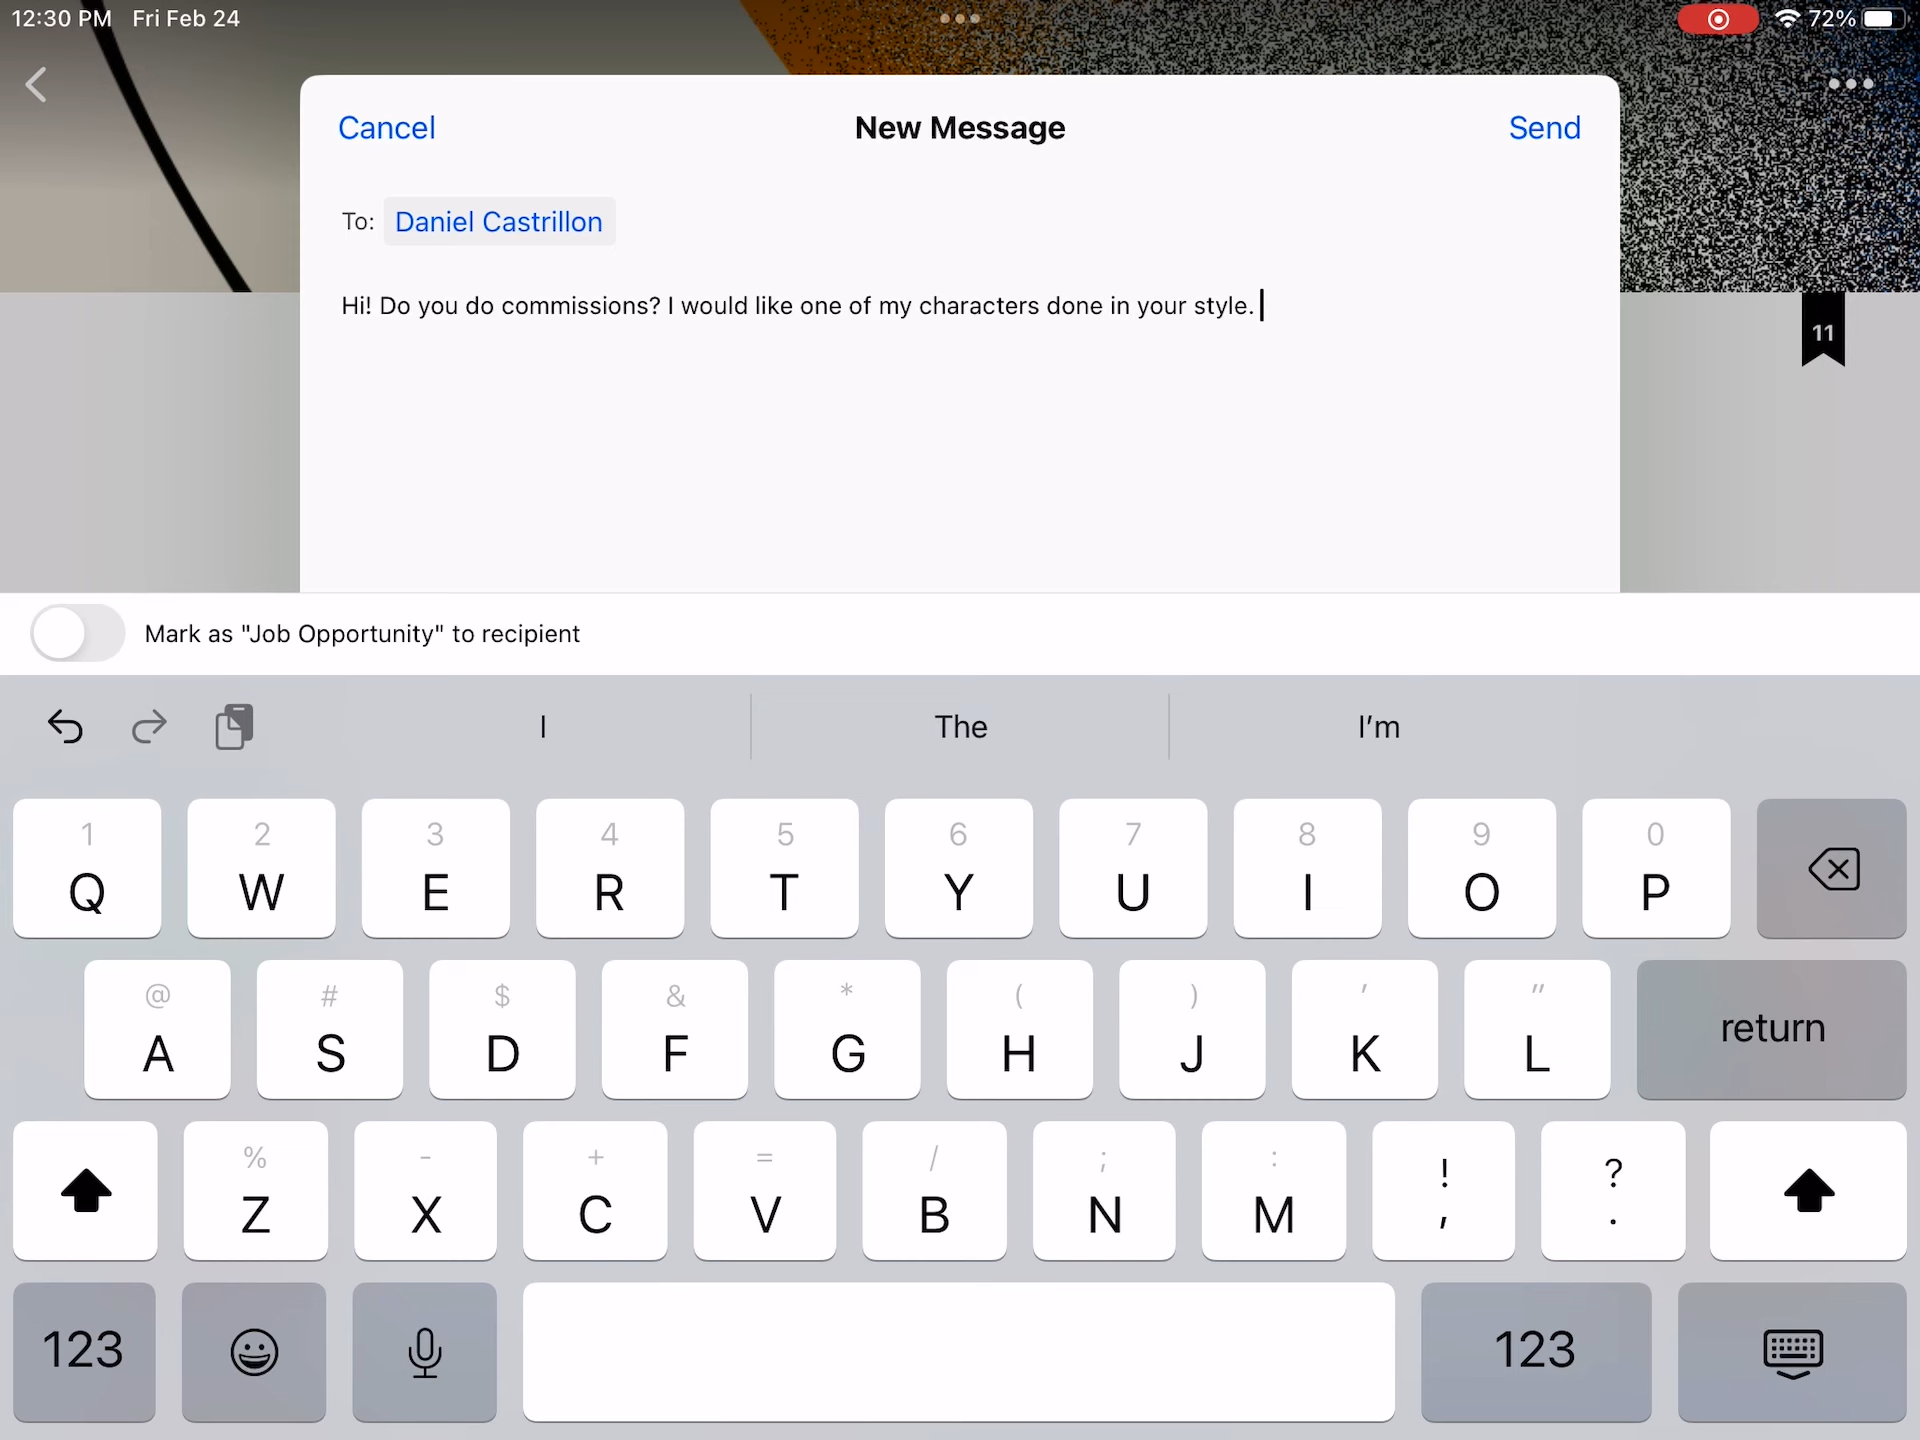 12:30 PM Fri Feb 24 72%
Cancel New Message Send
To: Daniel Castrillon
Hi! Do you do commissions? I would like one of my characters done in your style.
11
Mark as "Job Opportunity" to recipient
I The I’m
1 2 3 4 5 6 7 8 9 0
Q W E R T Y U I O P
@ # $ & * ( ) ' "
A S D F G H J K L return
% - + = / ; : ! ?
Z X C V B N M , .
123 123